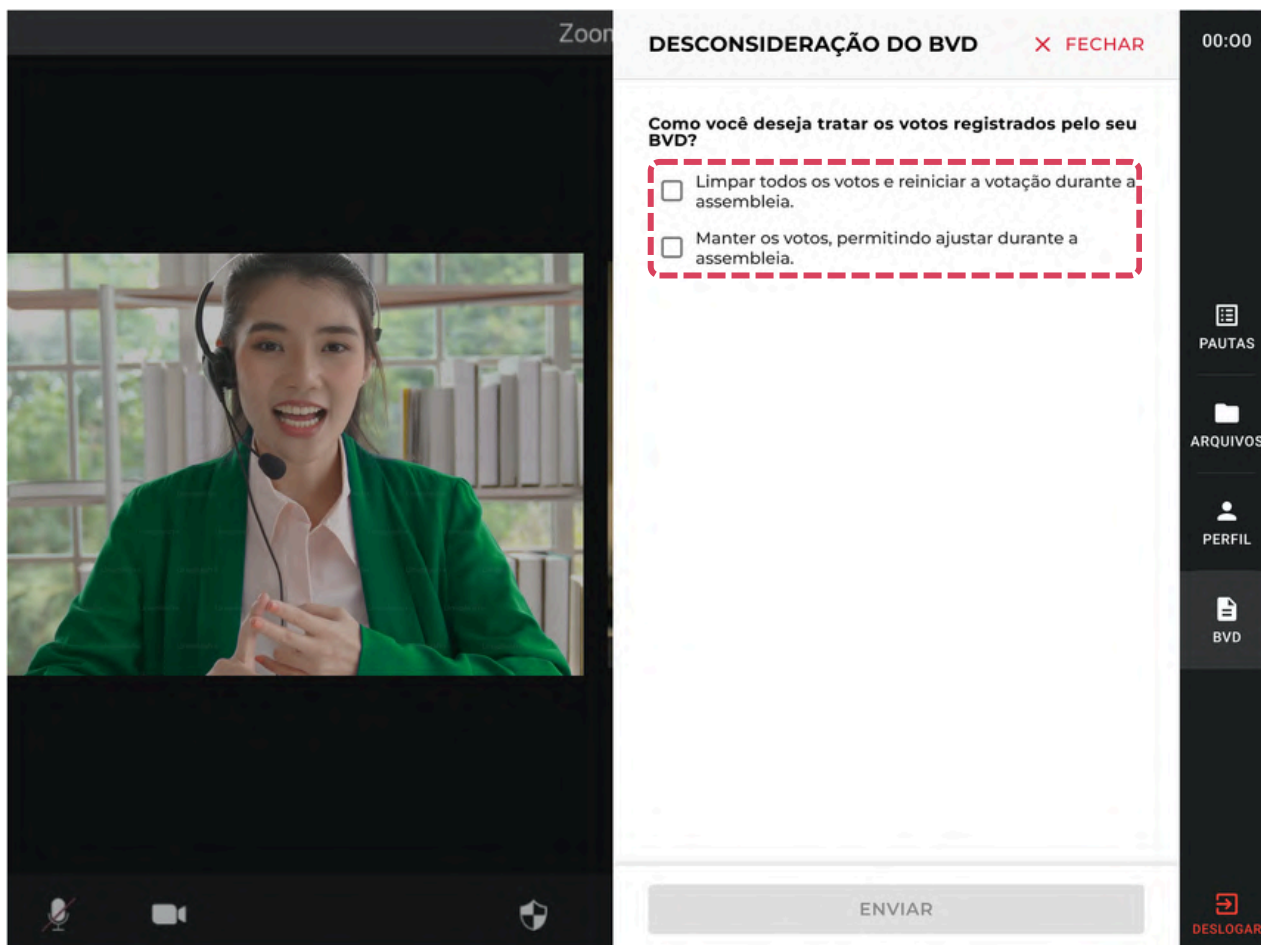 Zoom
DESCONSIDERAÇÃO DO BVD
FECHAR
00:00
Como você deseja tratar os votos registrados pelo seu
BVD?
Limpar todos os votos e reiniciar a votação durante a
assembleia.
Manter os votos, permitindo ajustar durante a
assembleia.
PAUTAS
ARQUIVOS
PERFIL
BVD
ENVIAR
DESLOGAR